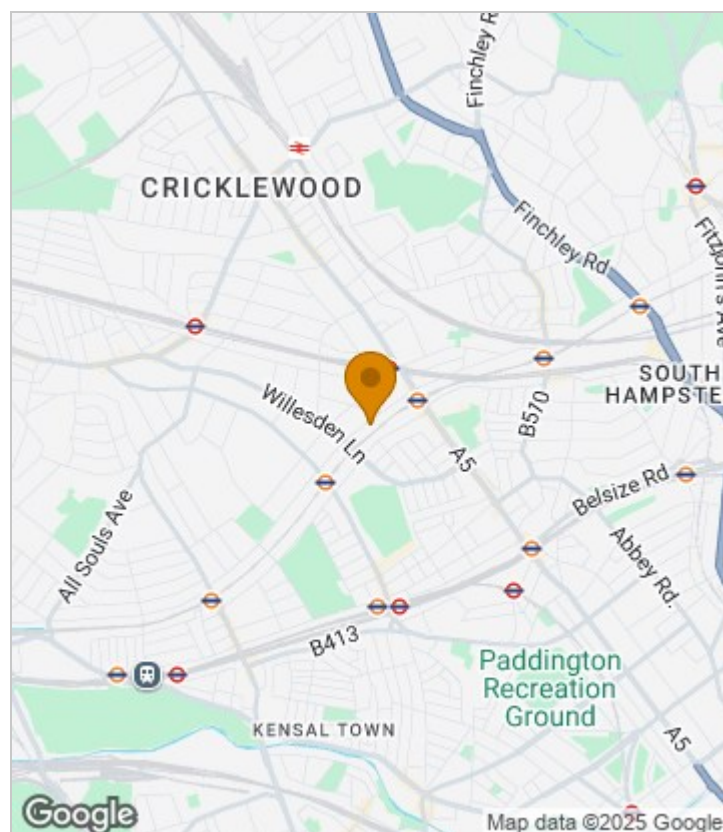 Finchley R
CRICKLEWOOD
Finchley Rd
Fitzjohn's Ave
SOUTH
HAMPSTE
Willesden Ln
B570
A5
Belsize Rd
All Souls Ave
Abbey Rd.
B413
Paddington
Recreation
Ground
KENSAL TOWN
A5
Google
Map data ©2025 Google